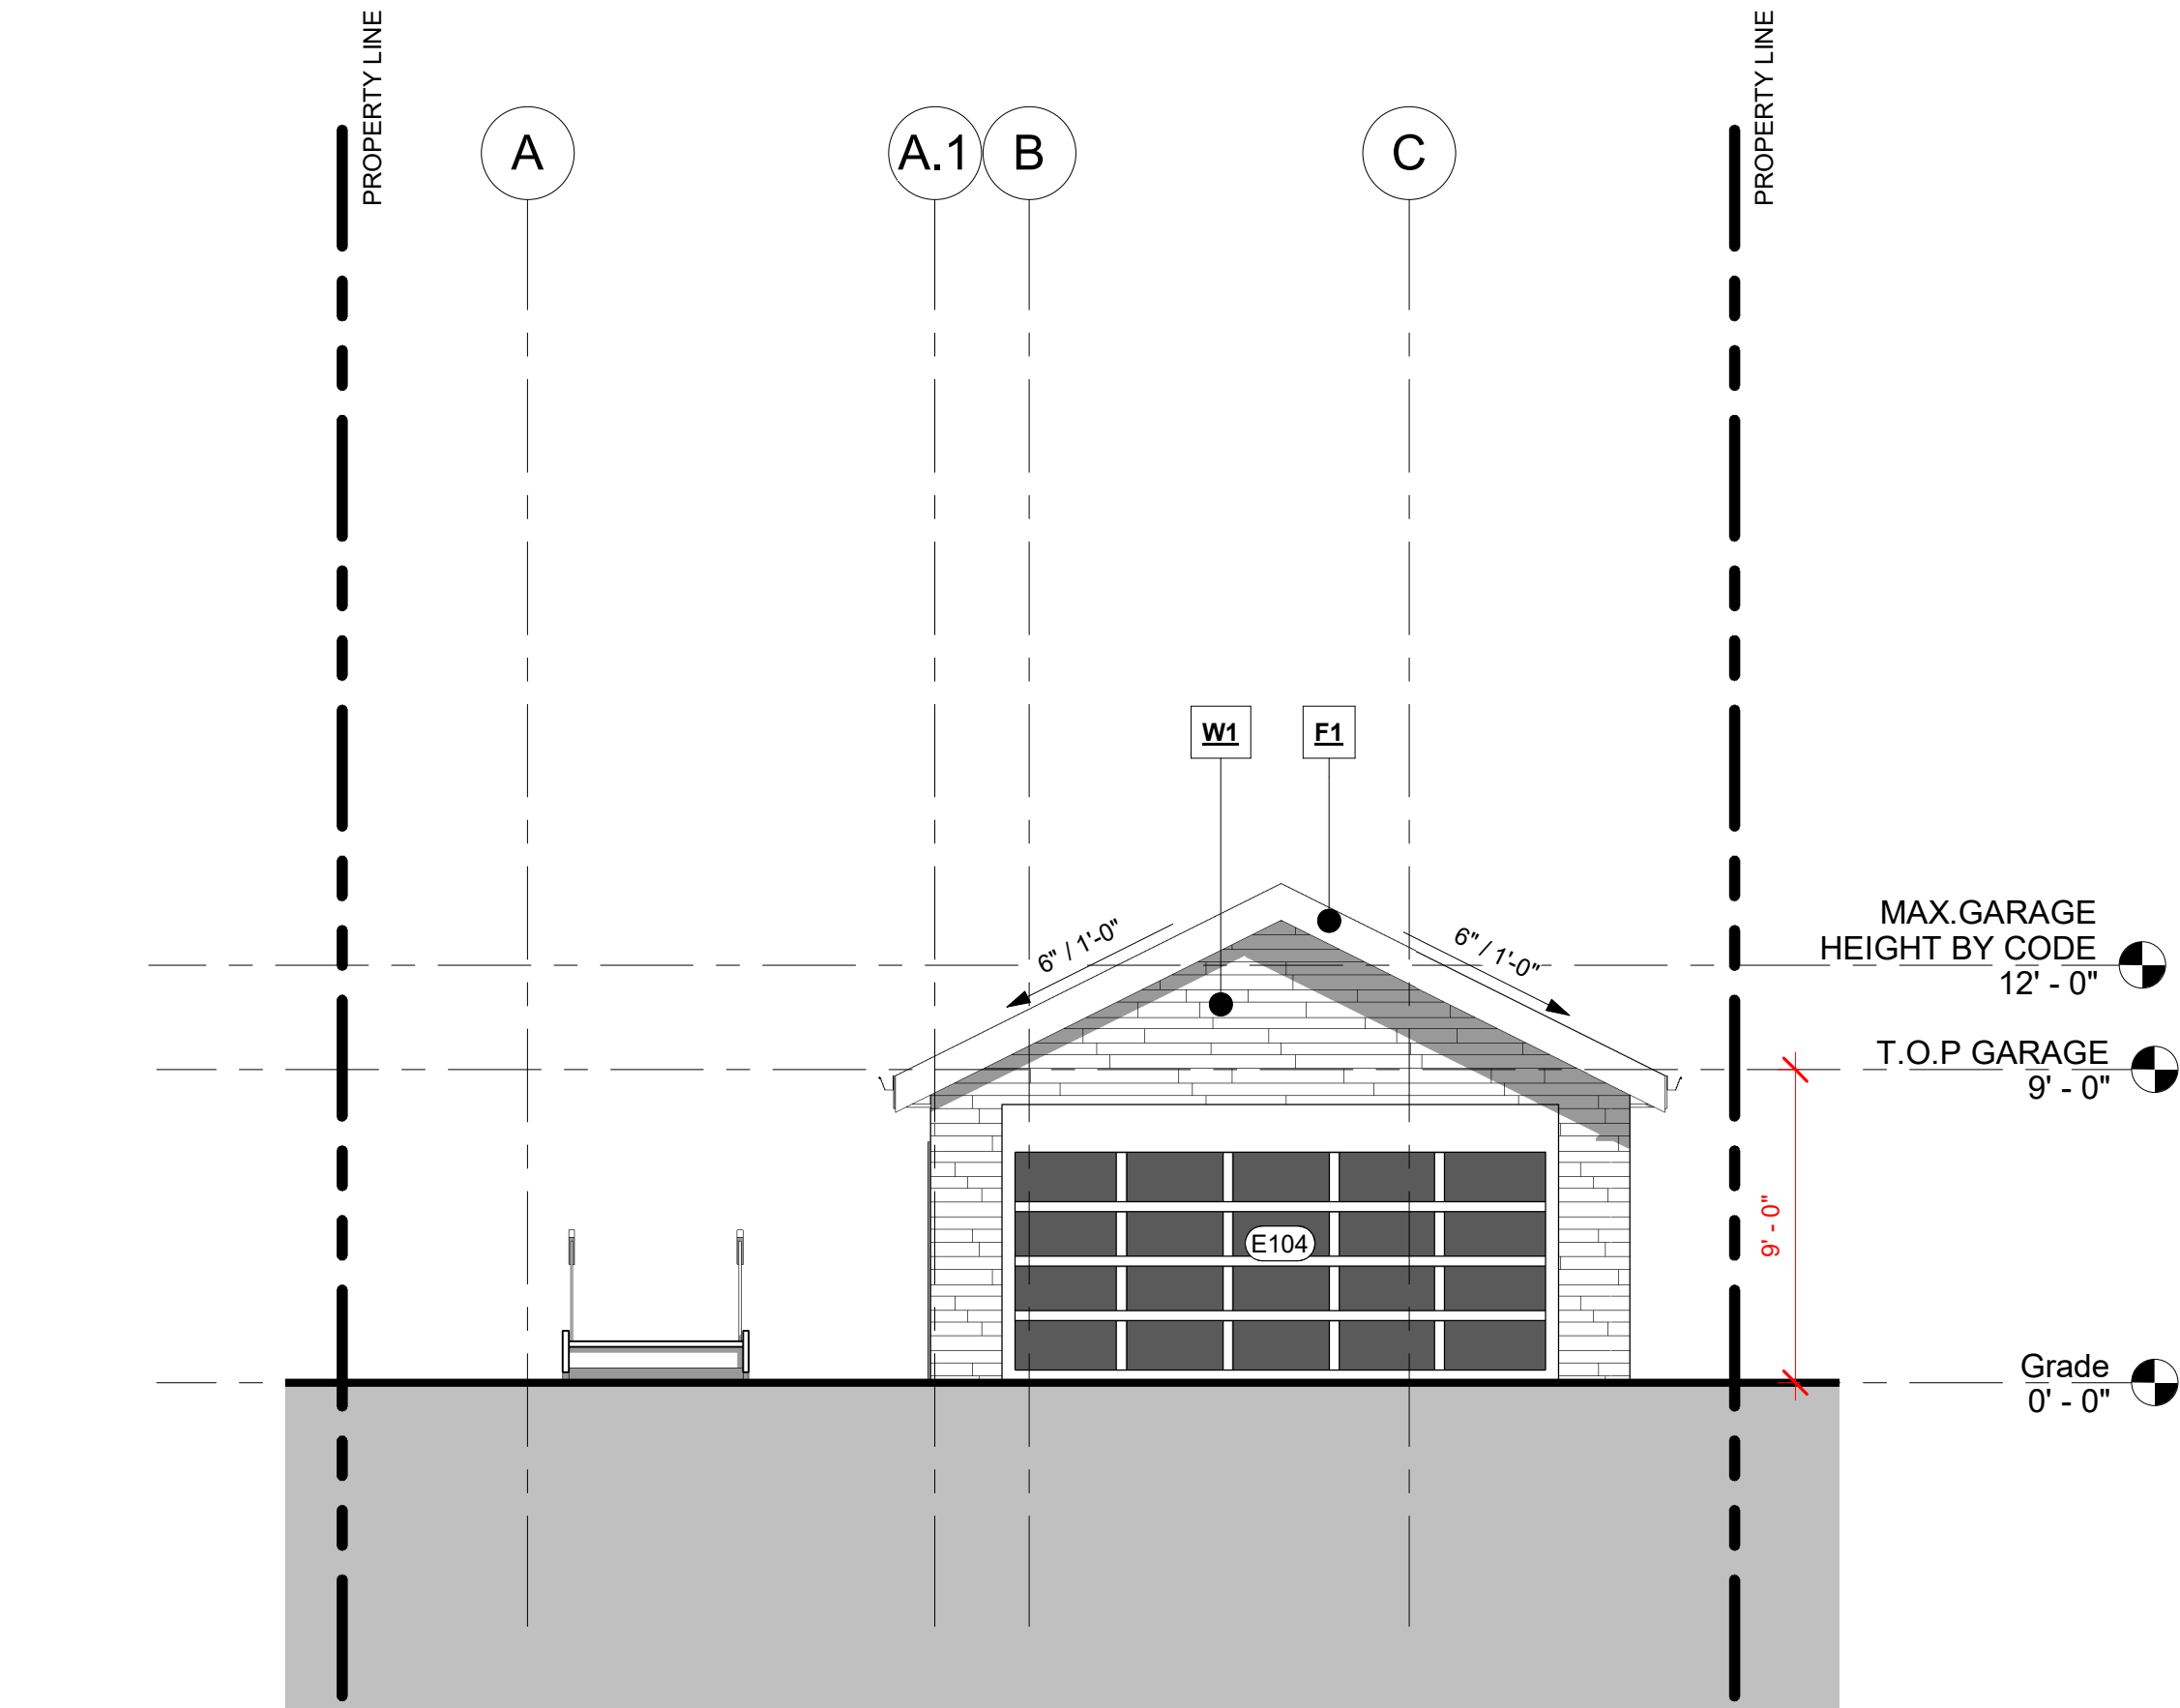 PROPERTY LINE
PROPERTY LINE
A
A.1
B
C
W1
F1
6" / 1'-0"
6" / 1'-0"
MAX.GARAGE
HEIGHT BY CODE
12' - 0"
T.O.P GARAGE
9' - 0"
9' - 0"
E104
Grade
0' - 0"